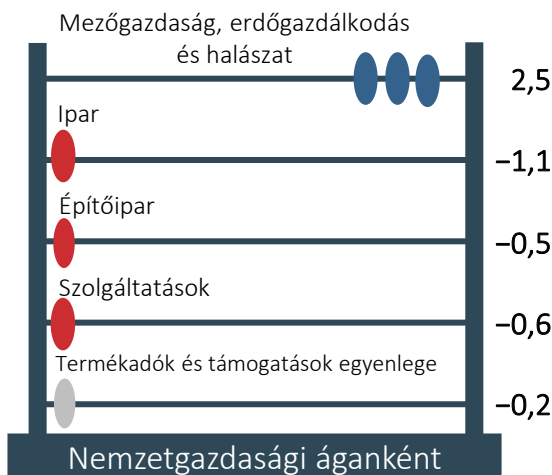 Mezőgazdaság, erdőgazdálkodás
és halászat
2,5
Ipar
−1,1
Építőipar
−0,5
Szolgáltatások
−0,6
Termékadók és támogatások egyenlege
−0,2
Nemzetgazdasági áganként